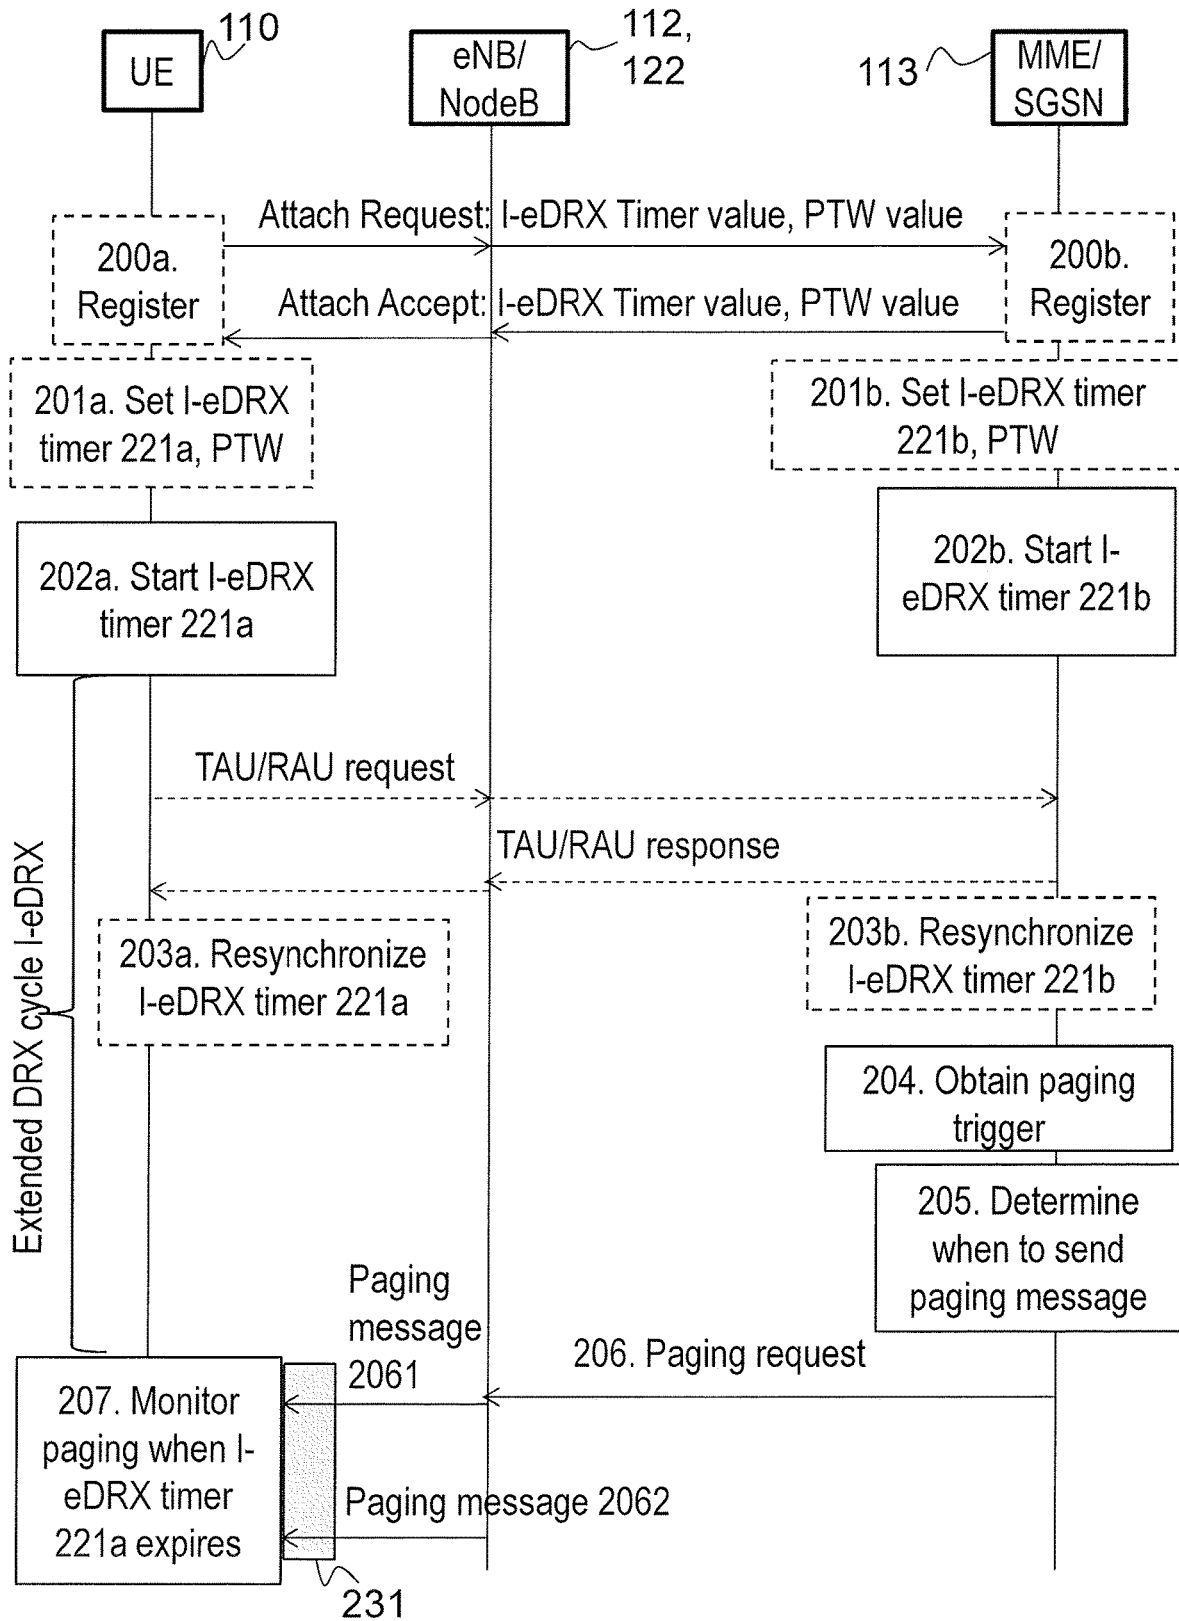 110
UE
eNB/
NodeB
112,
122
113
MME/
SGSN
Attach Request: I-eDRX Timer value, PTW value
200a.
Register
200b.
Register
Attach Accept: I-eDRX Timer value, PTW value
201a. Set I-eDRX
timer 221a, PTW
201b. Set I-eDRX timer
221b, PTW
202a. Start I-eDRX
timer 221a
202b. Start I-
eDRX timer 221b
TAU/RAU request
TAU/RAU response
Extended DRX cycle I-eDRX
203a. Resynchronize
I-eDRX timer 221a
203b. Resynchronize
I-eDRX timer 221b
204. Obtain paging
trigger
205. Determine
when to send
paging message
Paging
message
2061
206. Paging request
207. Monitor
paging when I-
eDRX timer
221a expires
Paging message 2062
231